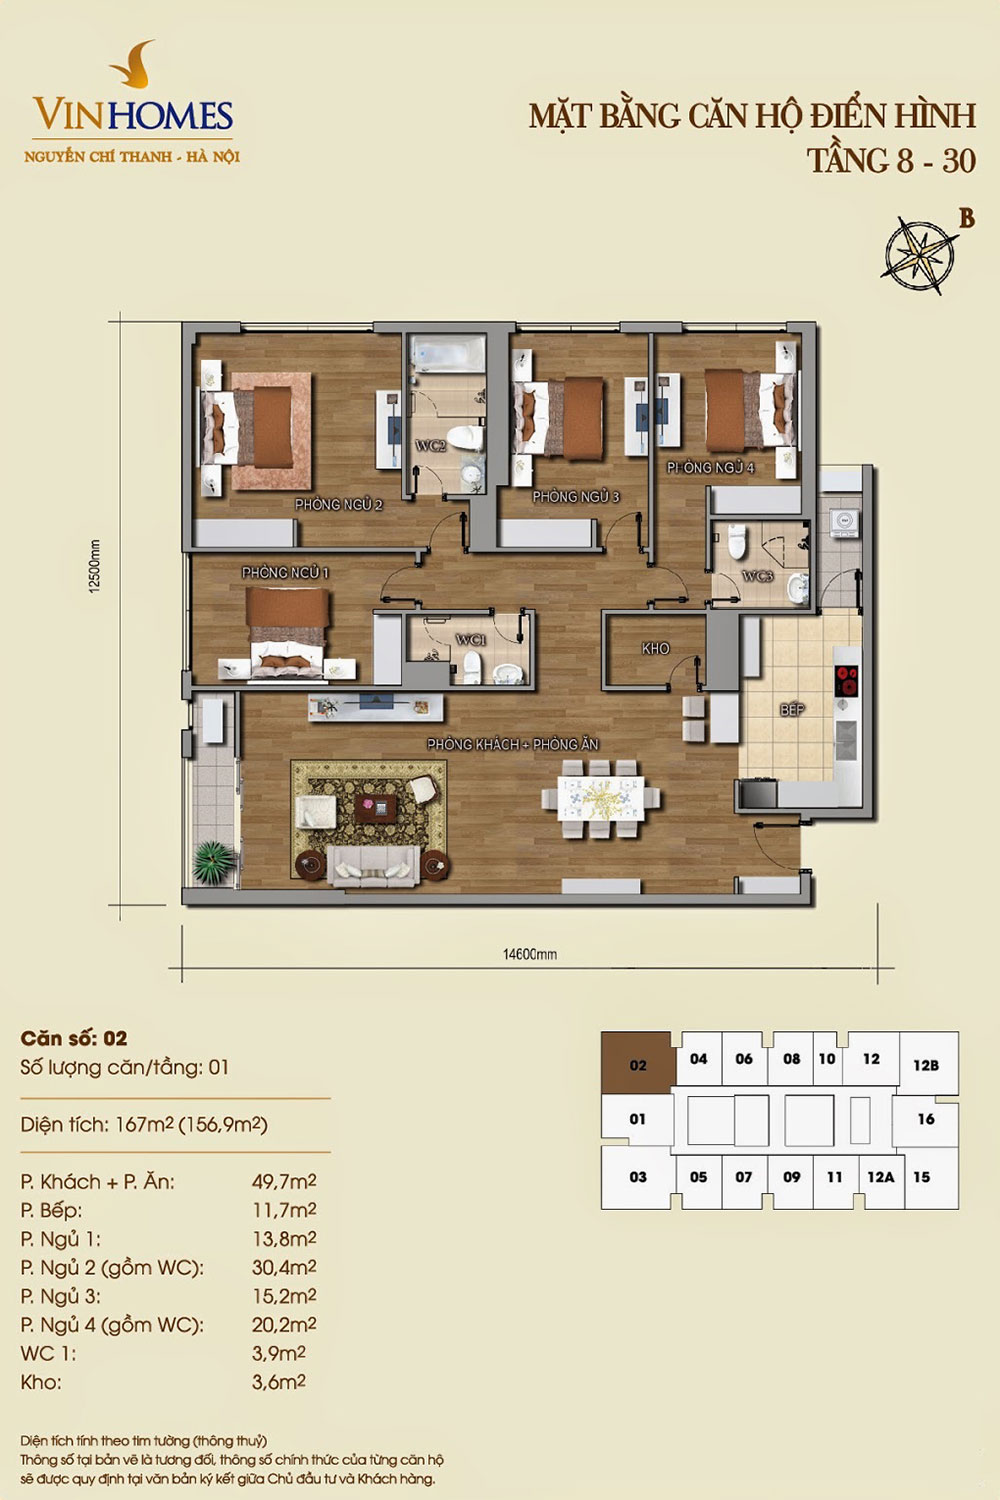 VINHOMES
NGUYỄN CHÍ THANH - HÀ NỘI
MẶT BẰNG CĂN HỘ ĐIỂN HÌNH
TẦNG 8 - 30
B
12500mm
WC2
PHÒNG NGỦ 2
PHÒNG NGỦ 3
PHÒNG NGỦ 4
PHÒNG NGỦ 1
WC3
WC1
KHO
BẾP
PHÒNG KHÁCH + PHÒNG ĂN
14600mm
Căn số: 02
Số lượng căn/tầng: 01
Diện tích: 167m2 (156,9m2)
P. Khách + P. Ăn: 49,7m2
P. Bếp: 11,7m2
P. Ngủ 1: 13,8m2
P. Ngủ 2 (gồm WC): 30,4m2
P. Ngủ 3: 15,2m2
P. Ngủ 4 (gồm WC): 20,2m2
WC 1: 3,9m2
Kho: 3,6m2
02 04 06 08 10 12 12B
01 16
03 05 07 09 11 12A 15
Diện tích tính theo tim tường (thông thuỷ)
Thông số tại bản vẽ là tương đối, thông số chính thức của từng căn hộ
sẽ được quy định tại văn bản ký kết giữa Chủ đầu tư và Khách hàng.